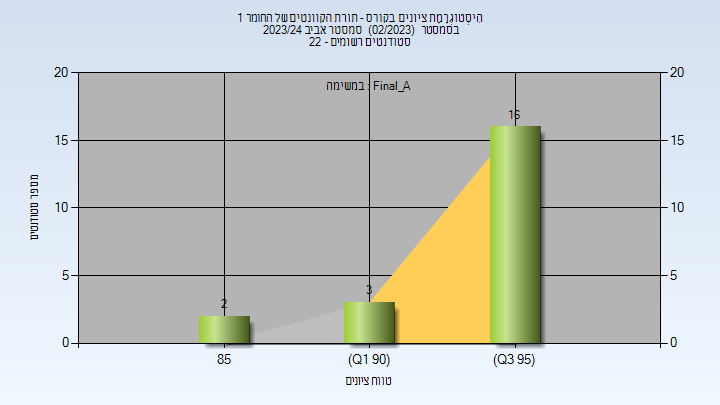 היסטוגרמת ציונים בקורס - תורת הקוונטים של החומר 1
בסמסטר (02/2023) סמסטר אביב 2023/24
סטודנטים רשומים - 22
במשימה : Final_A
מספר סטודנטים
20
15
10
5
0
20
15
10
5
0
2
3
16
85
(Q1 90)
(Q3 95)
טווח ציונים